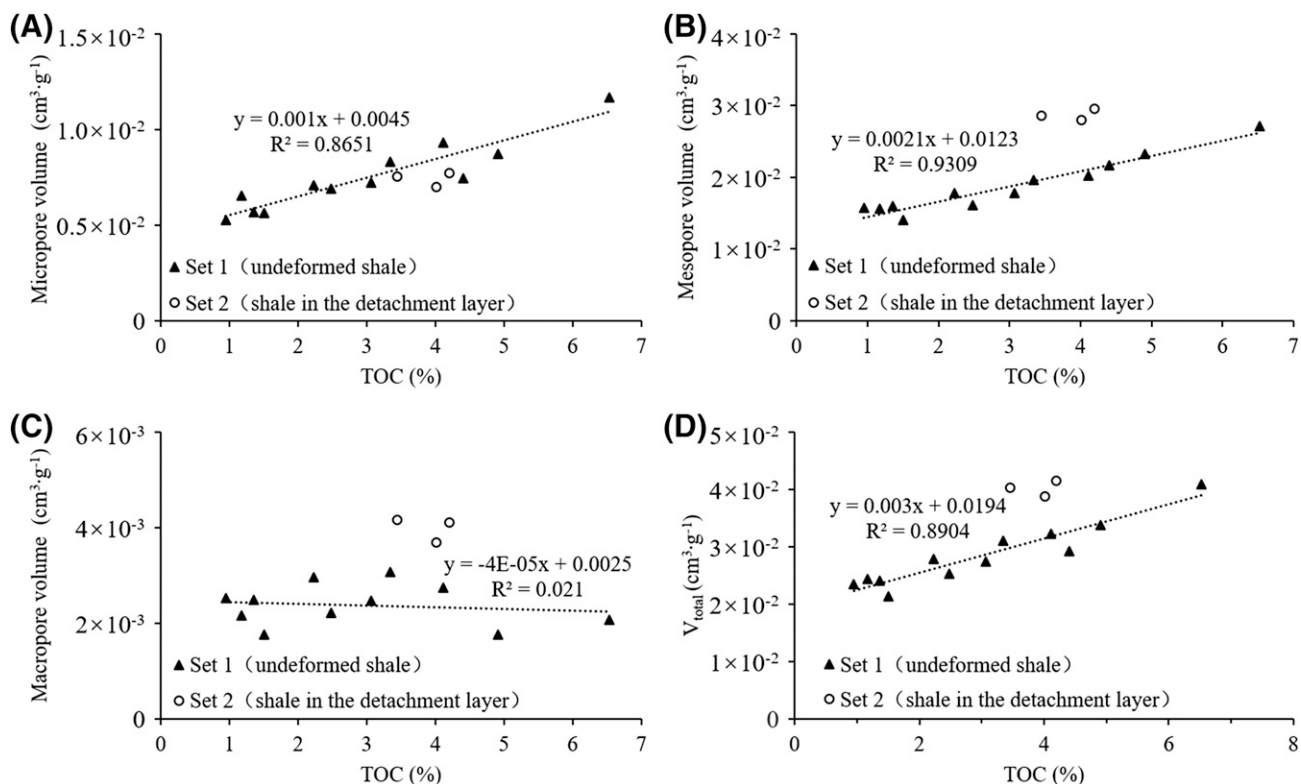 (A)
1.5×10⁻²
1.0×10⁻²
0.5×10⁻²
0
Micropore volume (cm³·g⁻¹)
y = 0.001x + 0.0045
R² = 0.8651
Set 1（undeformed shale）
Set 2（shale in the detachment layer）
0 1 2 3 4 5 6 7
TOC (%)
(B)
4×10⁻²
3×10⁻²
2×10⁻²
1×10⁻²
0
Mesopore volume (cm³·g⁻¹)
y = 0.0021x + 0.0123
R² = 0.9309
Set 1（undeformed shale）
Set 2（shale in the detachment layer）
0 1 2 3 4 5 6 7
TOC (%)
(C)
6×10⁻³
4×10⁻³
2×10⁻³
0
Macropore volume (cm³·g⁻¹)
y = -4E-05x + 0.0025
R² = 0.021
Set 1（undeformed shale）
Set 2（shale in the detachment layer）
0 1 2 3 4 5 6 7
TOC (%)
(D)
5×10⁻²
4×10⁻²
3×10⁻²
2×10⁻²
1×10⁻²
0
V_total (cm³·g⁻¹)
y = 0.003x + 0.0194
R² = 0.8904
Set 1（undeformed shale）
Set 2（shale in the detachment layer）
0 2 4 6 8
TOC (%)